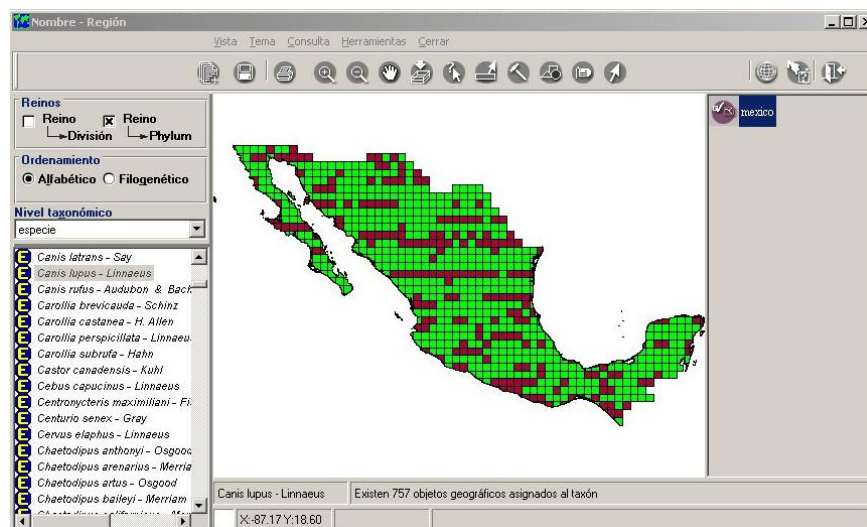 Nombre - Región
Vista Tema Consulta Herramientas Cerrar
Reinos
Reino Reino
División Phylum
Ordenamiento
Alfabético Filogenético
Nivel taxonómico
especie
Canis latrans - Say
Canis lupus - Linnaeus
Canis rufus - Audubon & Bach
Carollia brevicauda - Schinz
Carollia castanea - H. Allen
Carollia perspicillata - Linnaeus
Carollia subrufa - Hahn
Castor canadensis - Kuhl
Cebus capucinus - Linnaeus
Centronycteris maximiliani - Fi
Centurio senex - Gray
Cervus elaphus - Linnaeus
Chaetodipus anthonyi - Osgood
Chaetodipus arenarius - Merria
Chaetodipus artus - Osgood
Chaetodipus baileyi - Merriam
mexico
Canis lupus - Linnaeus Existen 757 objetos geográficos asignados al taxón
X:-87.17 Y:18.60